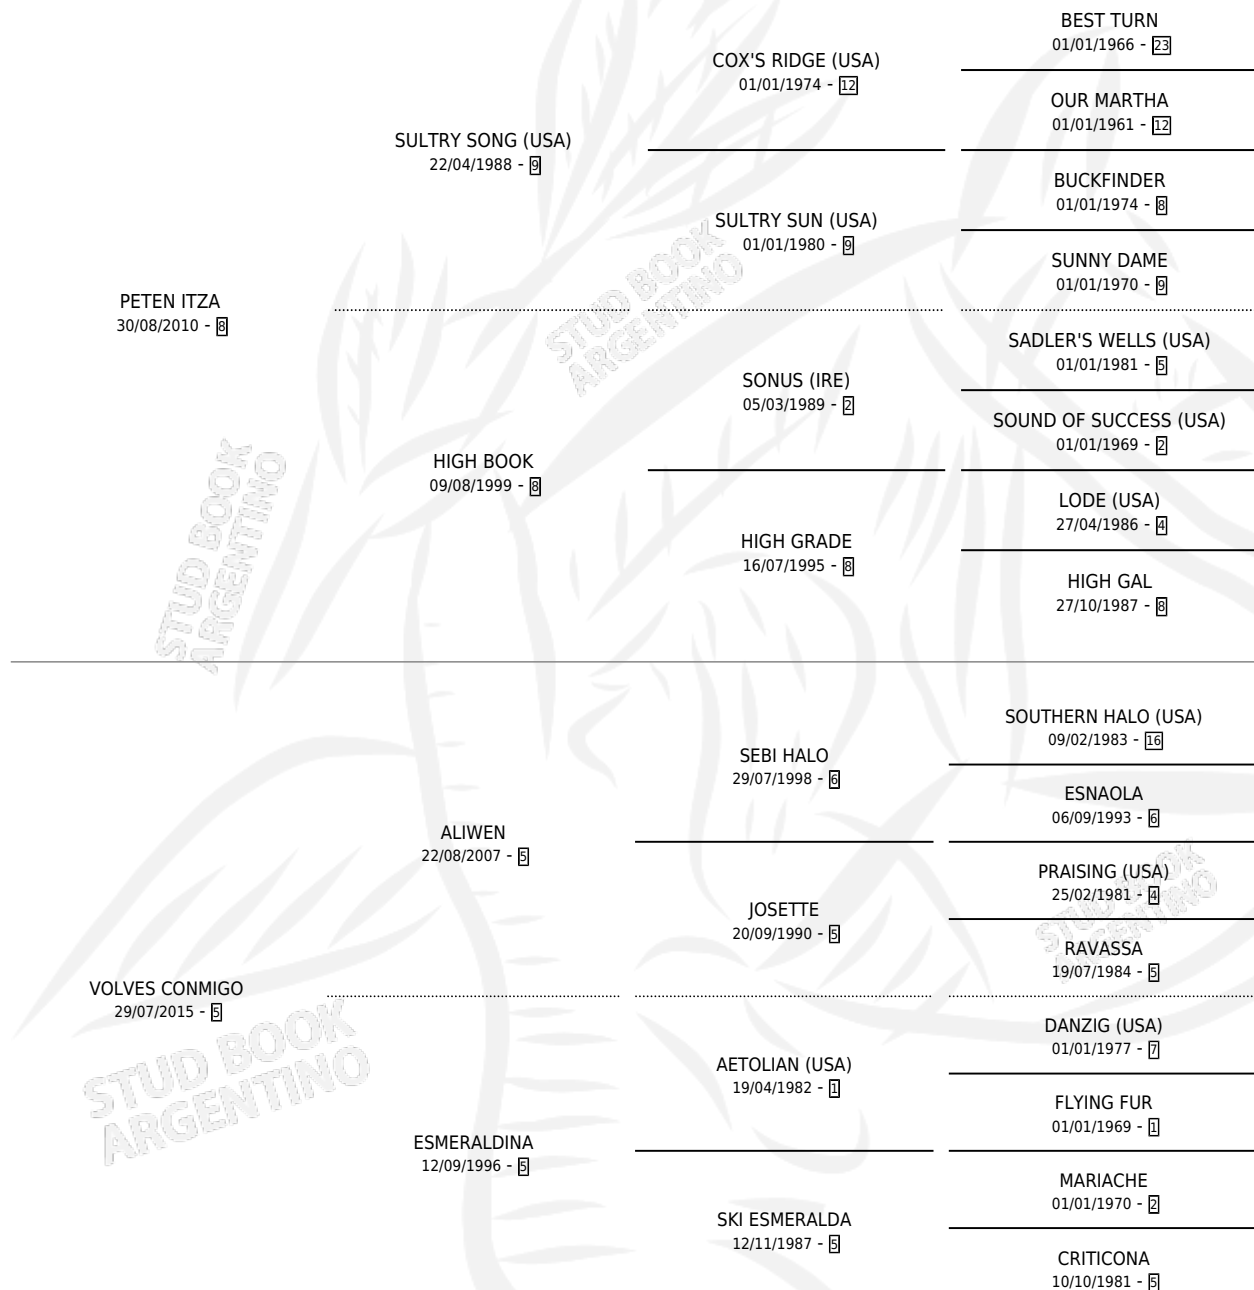 BEST TURN
01/01/1966 - 23
COX'S RIDGE (USA)
01/01/1974 - 12
OUR MARTHA
01/01/1961 - 12
SULTRY SONG (USA)
22/04/1988 - 9
BUCKFINDER
01/01/1974 - 8
SULTRY SUN (USA)
01/01/1980 - 9
SUNNY DAME
01/01/1970 - 9
PETEN ITZA
30/08/2010 - 8
STUD BOOK
ARGENTINO
SADLER'S WELLS (USA)
01/01/1981 - 5
SONUS (IRE)
05/03/1989 - 2
SOUND OF SUCCESS (USA)
01/01/1969 - 2
HIGH BOOK
09/08/1999 - 8
LODE (USA)
27/04/1986 - 4
HIGH GRADE
16/07/1995 - 8
HIGH GAL
27/10/1987 - 8
STUD BOOK
ARGENTINO
SOUTHERN HALO (USA)
09/02/1983 - 16
SEBI HALO
29/07/1998 - 6
ESNAOLA
06/09/1993 - 6
ALIWEN
22/08/2007 - 5
PRAISING (USA)
25/02/1981 - 4
JOSETTE
20/09/1990 - 5
STUD BOOK
ARGENTINO
RAVASSA
19/07/1984 - 5
VOLVES CONMIGO
29/07/2015 - 5
STUD BOOK
ARGENTINO
DANZIG (USA)
01/01/1977 - 7
AETOLIAN (USA)
19/04/1982 - 1
FLYING FUR
01/01/1969 - 1
ESMERALDINA
12/09/1996 - 5
MARIACHE
01/01/1970 - 2
SKI ESMERALDA
12/11/1987 - 5
CRITICONA
10/10/1981 - 5